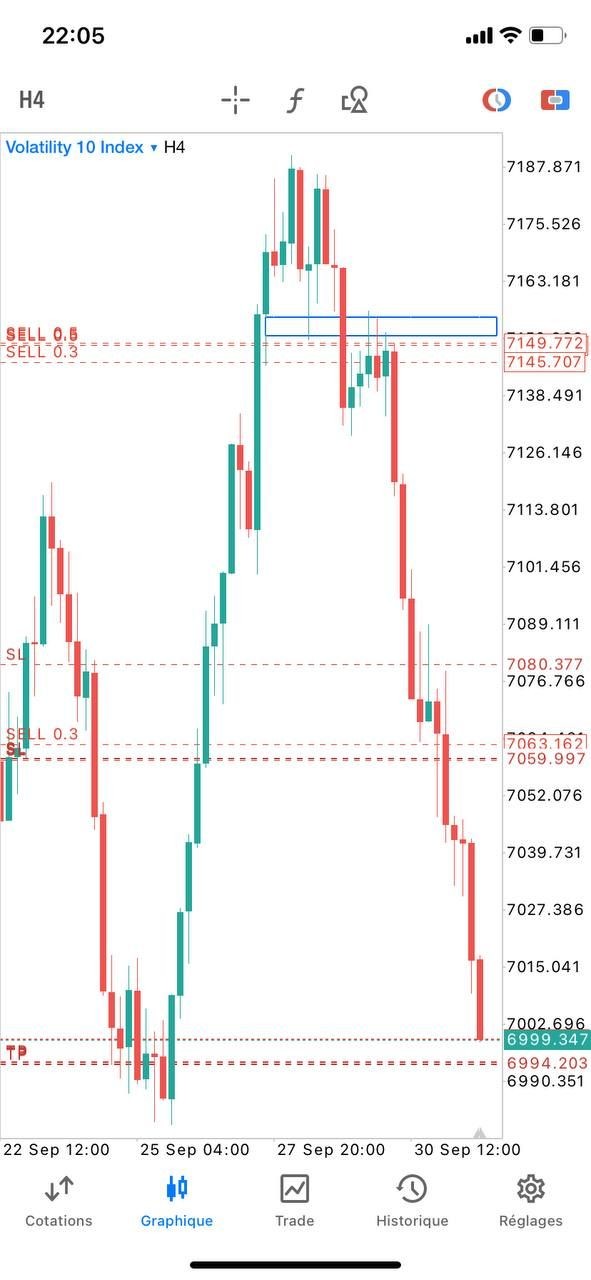 22:05
H4
Volatility 10 Index ▾ H4
7187.871
7175.526
7163.181
SELL 0.5
7149.772
SELL 0.3
7145.707
7138.491
7126.146
7113.801
7101.456
7089.111
SL
7080.377
7076.766
SELL 0.3
7063.162
SL
7059.997
7052.076
7039.731
7027.386
7015.041
7002.696
6999.347
TP
6994.203
6990.351
22 Sep 12:00 25 Sep 04:00 27 Sep 20:00 30 Sep 12:00
Cotations Graphique Trade Historique Réglages